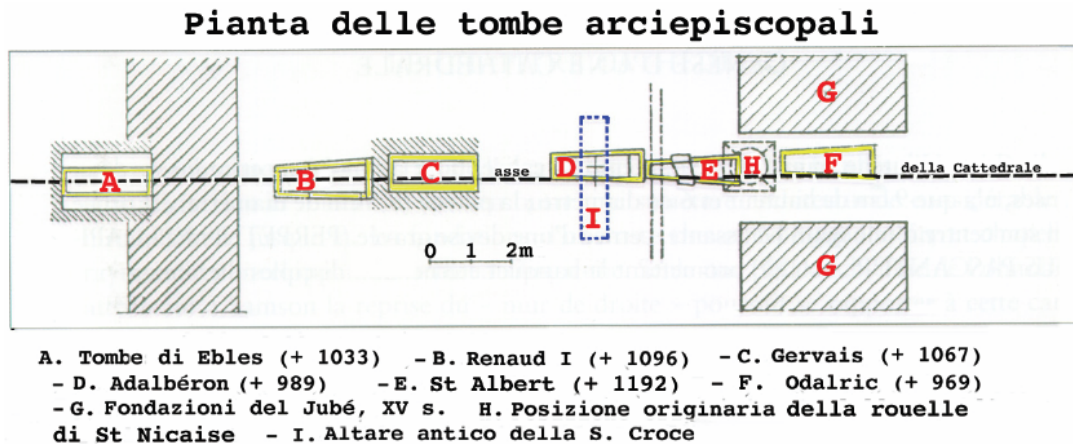 Pianta delle tombe arciepiscopali
G
A
B
C
asse
D
E
H
F
della Cattedrale
I
0 1 2m
G
A. Tombe di Ebles (+ 1033) - B. Renaud I (+ 1096) - C. Gervais (+ 1067)
- D. Adalbéron (+ 989) - E. St Albert (+ 1192) - F. Odalric (+ 969)
- G. Fondazioni del Jubé, XV s. H. Posizione originaria della rouelle
di St Nicaise - I. Altare antico della S. Croce